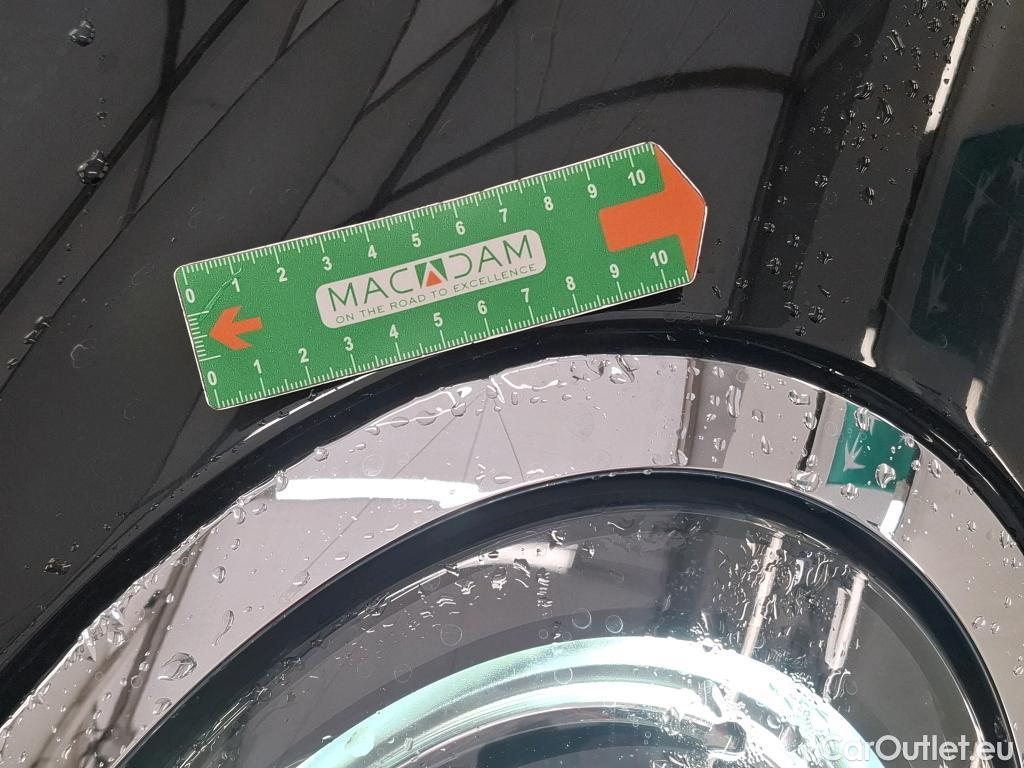 0 1 2 3 4 5 6 7 8 9 10
MACADAM
ON THE ROAD TO EXCELLENCE
0 1 2 3 4 5 6 7 8 9 10
CarOutlet.eu